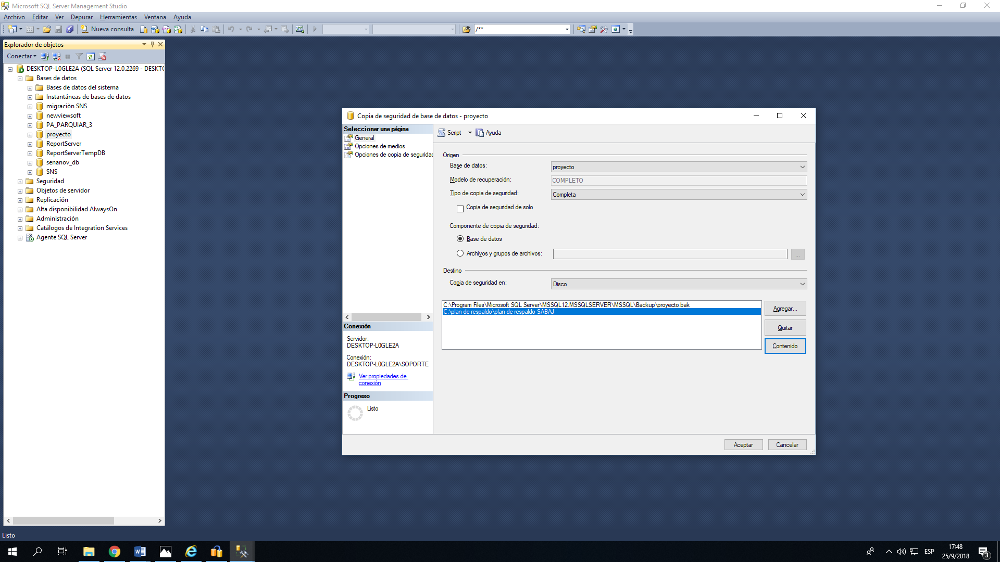 Microsoft SQL Server Management Studio
Archivo Editar Ver Depurar Herramientas Ventana Ayuda
Nueva consulta
/**
Explorador de objetos
Conectar
DESKTOP-L0GLE2A (SQL Server 12.0.2269 - DESKT
Bases de datos
Bases de datos del sistema
Instantáneas de bases de datos
migraciòn SNS
newviewsoft
PA_PARQUIAR_3
proyecto
ReportServer
ReportServerTempDB
senanov_db
SNS
Seguridad
Objetos de servidor
Replicación
Alta disponibilidad AlwaysOn
Administración
Catálogos de Integration Services
Agente SQL Server
Copia de seguridad de base de datos - proyecto
Seleccionar una página
General
Opciones de medios
Opciones de copia de seguridad
Conexión
Servidor:
DESKTOP-L0GLE2A
Conexión:
DESKTOP-L0GLE2A\SOPORTE
Ver propiedades de
conexión
Progreso
Listo
Script Ayuda
Origen
Base de datos: proyecto
Modelo de recuperación: COMPLETO
Tipo de copia de seguridad: Completa
Copia de seguridad de solo
Componente de copia de seguridad:
Base de datos
Archivos y grupos de archivos: ...
Destino
Copia de seguridad en: Disco
C:\Program Files\Microsoft SQL Server\MSSQL12.MSSQLSERVER\MSSQL\Backup\proyecto.bak
C:\plan de respaldo\plan de respaldo SABAJ
Agregar...
Quitar
Contenido
Aceptar Cancelar
Listo
ESP
17:48
25/9/2018
3